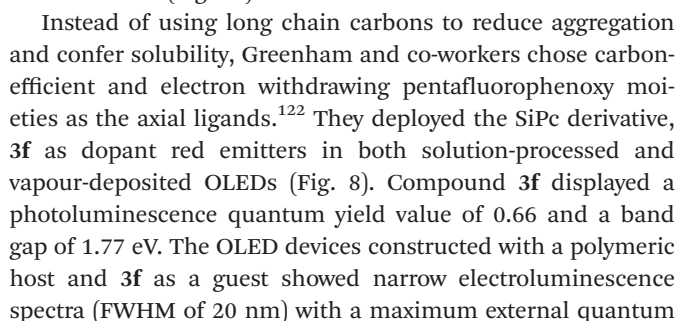 Instead of using long chain carbons to reduce aggregation
and confer solubility, Greenham and co-workers chose carbon-
efficient and electron withdrawing pentafluorophenoxy moi-
eties as the axial ligands.122 They deployed the SiPc derivative,
3f as dopant red emitters in both solution-processed and
vapour-deposited OLEDs (Fig. 8). Compound 3f displayed a
photoluminescence quantum yield value of 0.66 and a band
gap of 1.77 eV. The OLED devices constructed with a polymeric
host and 3f as a guest showed narrow electroluminescence
spectra (FWHM of 20 nm) with a maximum external quantum